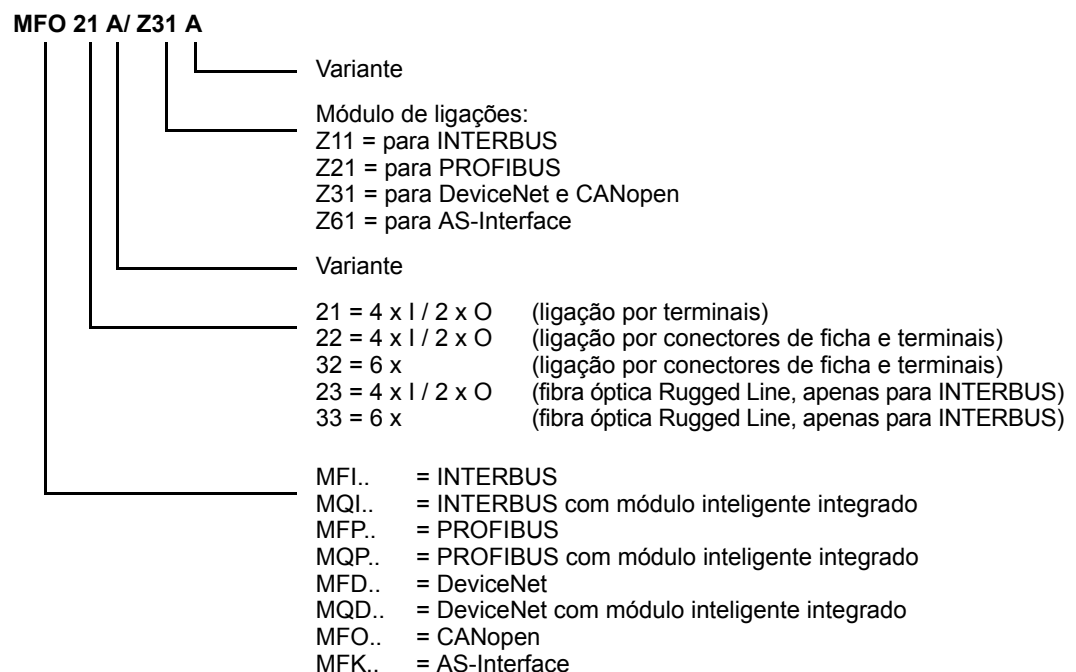 MFO 21 A/ Z31 A
Variante
Módulo de ligações:
Z11 = para INTERBUS
Z21 = para PROFIBUS
Z31 = para DeviceNet e CANopen
Z61 = para AS-Interface
Variante
21 = 4 x I / 2 x O (ligação por terminais)
22 = 4 x I / 2 x O (ligação por conectores de ficha e terminais)
32 = 6 x (ligação por conectores de ficha e terminais)
23 = 4 x I / 2 x O (fibra óptica Rugged Line, apenas para INTERBUS)
33 = 6 x (fibra óptica Rugged Line, apenas para INTERBUS)
MFI.. = INTERBUS
MQI.. = INTERBUS com módulo inteligente integrado
MFP.. = PROFIBUS
MQP.. = PROFIBUS com módulo inteligente integrado
MFD.. = DeviceNet
MQD.. = DeviceNet com módulo inteligente integrado
MFO.. = CANopen
MFK.. = AS-Interface